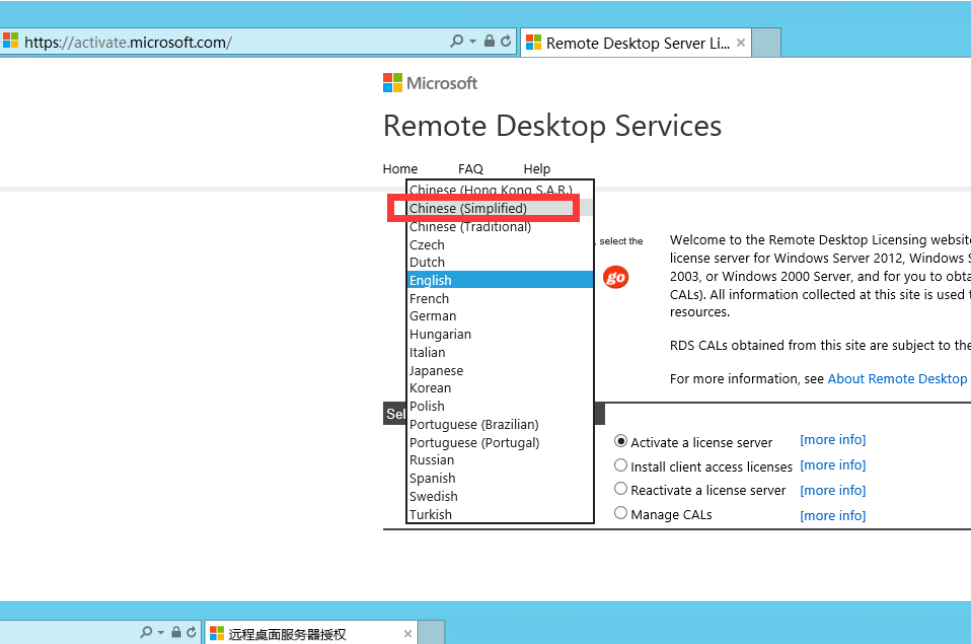 https://activate.microsoft.com/
Remote Desktop Server Li... ×
Microsoft
Remote Desktop Services
Home FAQ Help
Chinese (Hong Kong S.A.R.)
Chinese (Simplified)
Chinese (Traditional)
Czech
Dutch
English
French
German
Hungarian
Italian
Japanese
Korean
Polish
Portuguese (Brazilian)
Portuguese (Portugal)
Russian
Spanish
Swedish
Turkish
, select the
go
Welcome to the Remote Desktop Licensing website
license server for Windows Server 2012, Windows S
2003, or Windows 2000 Server, and for you to obta
CALs). All information collected at this site is used t
resources.
RDS CALs obtained from this site are subject to the
For more information, see About Remote Desktop
Sel
Activate a license server [more info]
Install client access licenses [more info]
Reactivate a license server [more info]
Manage CALs [more info]
远程桌面服务器授权 ×